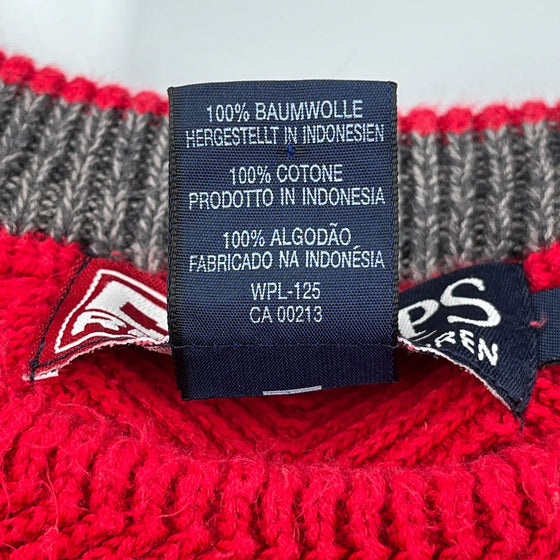 100% BAUMWOLLE
HERGESTELLT IN INDONESIEN
100% COTONE
PRODOTTO IN INDONESIA
100% ALGODÃO
FABRICADO NA INDONÉSIA
WPL-125
CA 00213